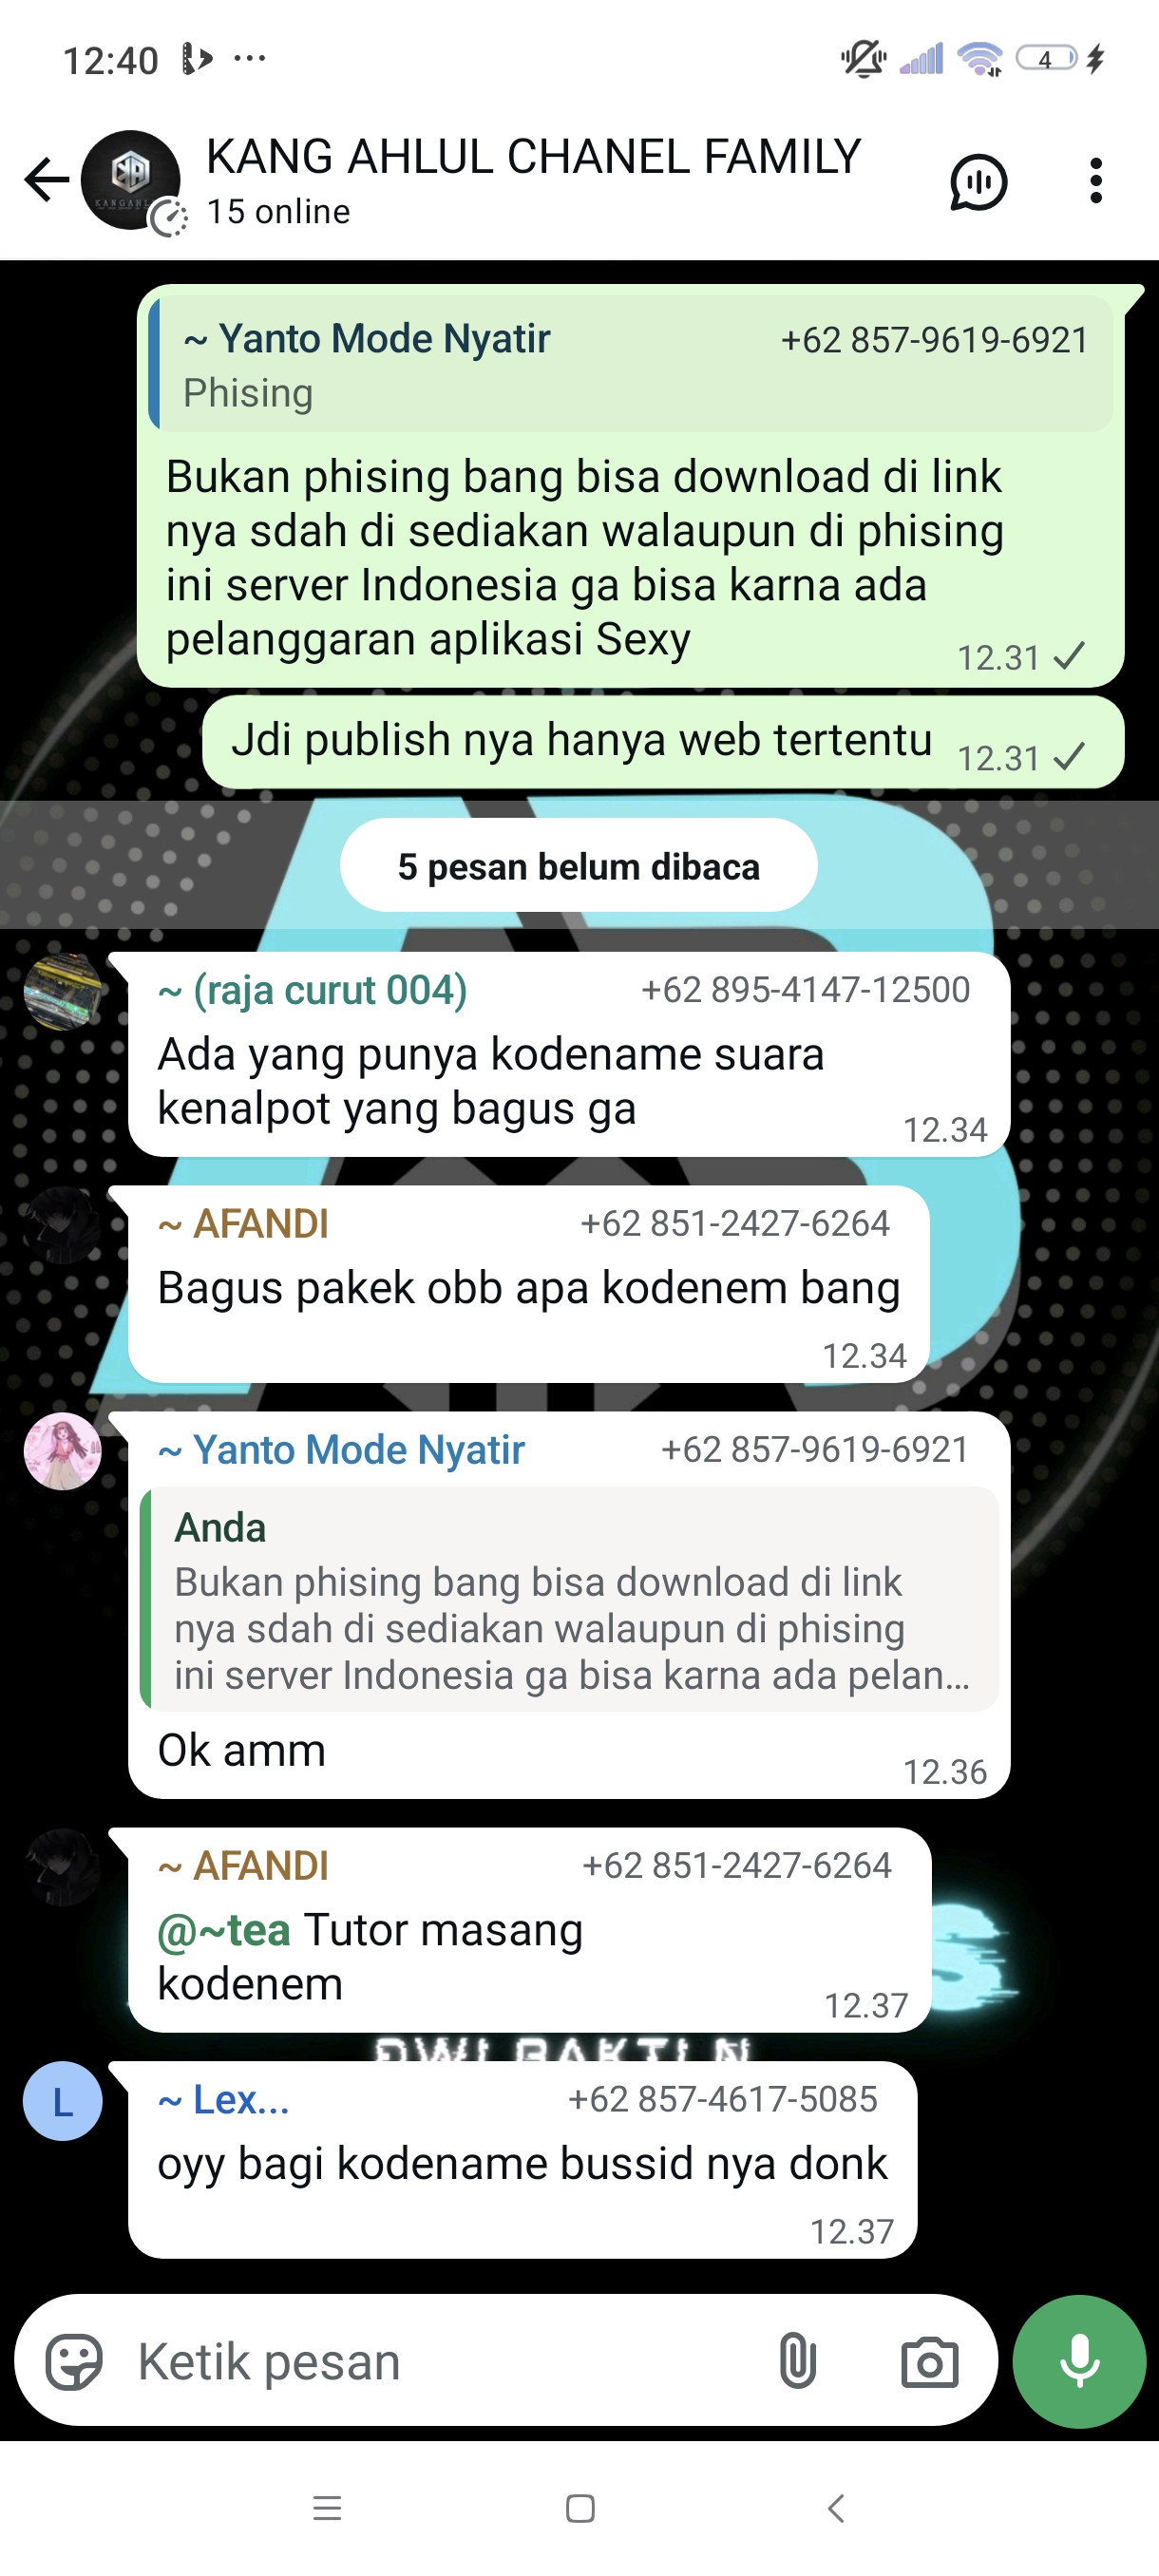 12:40 ...
4
KANG AHLUL CHANEL FAMILY
15 online
~ Yanto Mode Nyatir +62 857-9619-6921
Phising
Bukan phising bang bisa download di link
nya sdah di sediakan walaupun di phising
ini server Indonesia ga bisa karna ada
pelanggaran aplikasi Sexy
12.31
Jdi publish nya hanya web tertentu 12.31
5 pesan belum dibaca
~ (raja curut 004) +62 895-4147-12500
Ada yang punya kodename suara
kenalpot yang bagus ga
12.34
~ AFANDI +62 851-2427-6264
Bagus pakek obb apa kodenem bang
12.34
~ Yanto Mode Nyatir +62 857-9619-6921
Anda
Bukan phising bang bisa download di link
nya sdah di sediakan walaupun di phising
ini server Indonesia ga bisa karna ada pelan...
Ok amm
12.36
~ AFANDI +62 851-2427-6264
@~tea Tutor masang
kodenem
12.37
L
~ Lex... +62 857-4617-5085
oyy bagi kodename bussid nya donk
12.37
Ketik pesan